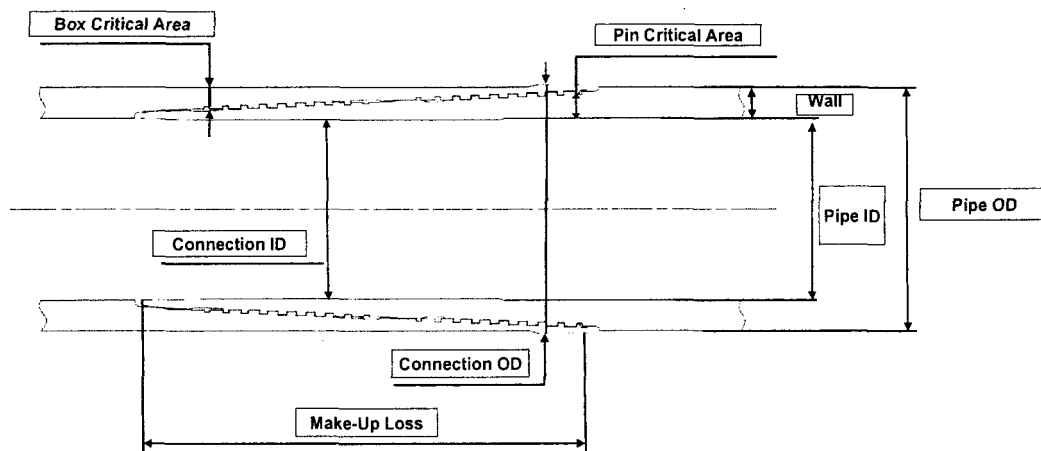 Box Critical Area
Pin Critical Area
Wall
Pipe ID
Pipe OD
Connection ID
Connection OD
Make-Up Loss